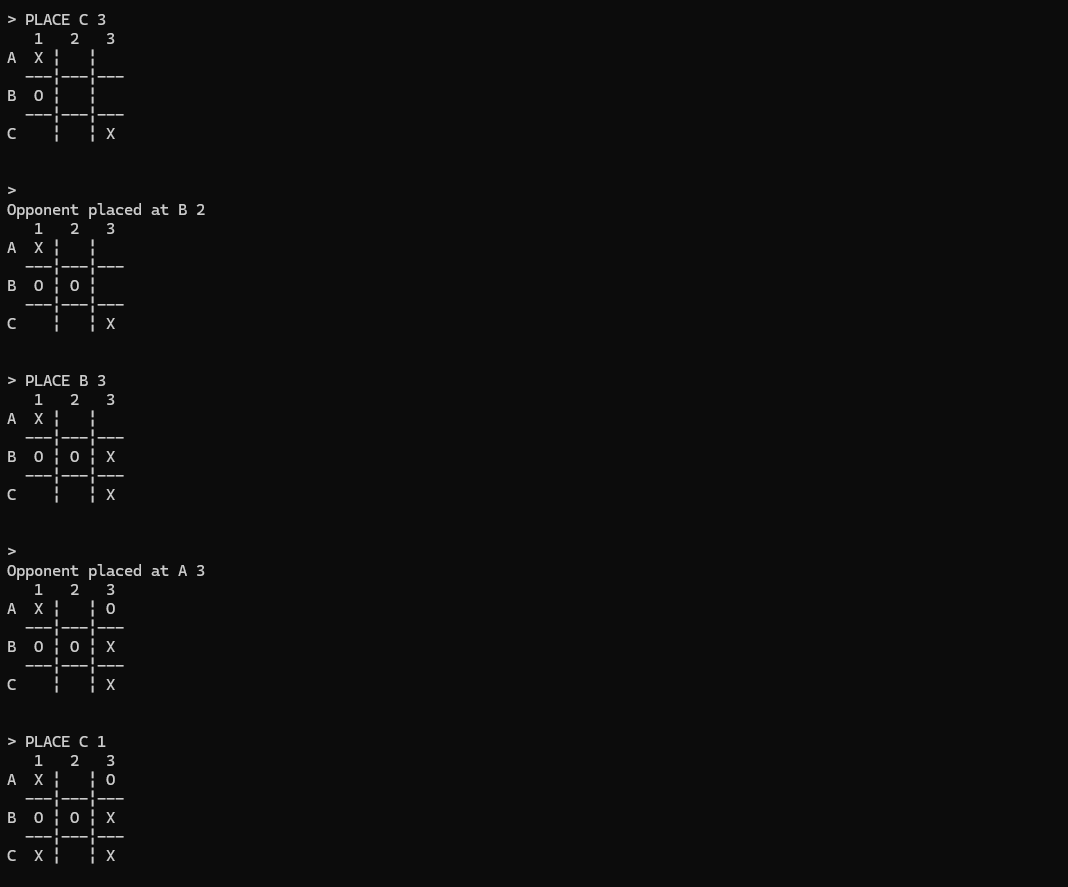 > PLACE C 3
   1   2   3
A  X ¦   ¦
  ---¦---¦---
B  O ¦   ¦
  ---¦---¦---
C    ¦   ¦ X
>
Opponent placed at B 2
   1   2   3
A  X ¦   ¦
  ---¦---¦---
B  O ¦ O ¦
  ---¦---¦---
C    ¦   ¦ X
> PLACE B 3
   1   2   3
A  X ¦   ¦
  ---¦---¦---
B  O ¦ O ¦ X
  ---¦---¦---
C    ¦   ¦ X
>
Opponent placed at A 3
   1   2   3
A  X ¦   ¦ O
  ---¦---¦---
B  O ¦ O ¦ X
  ---¦---¦---
C    ¦   ¦ X
> PLACE C 1
   1   2   3
A  X ¦   ¦ O
  ---¦---¦---
B  O ¦ O ¦ X
  ---¦---¦---
C  X ¦   ¦ X